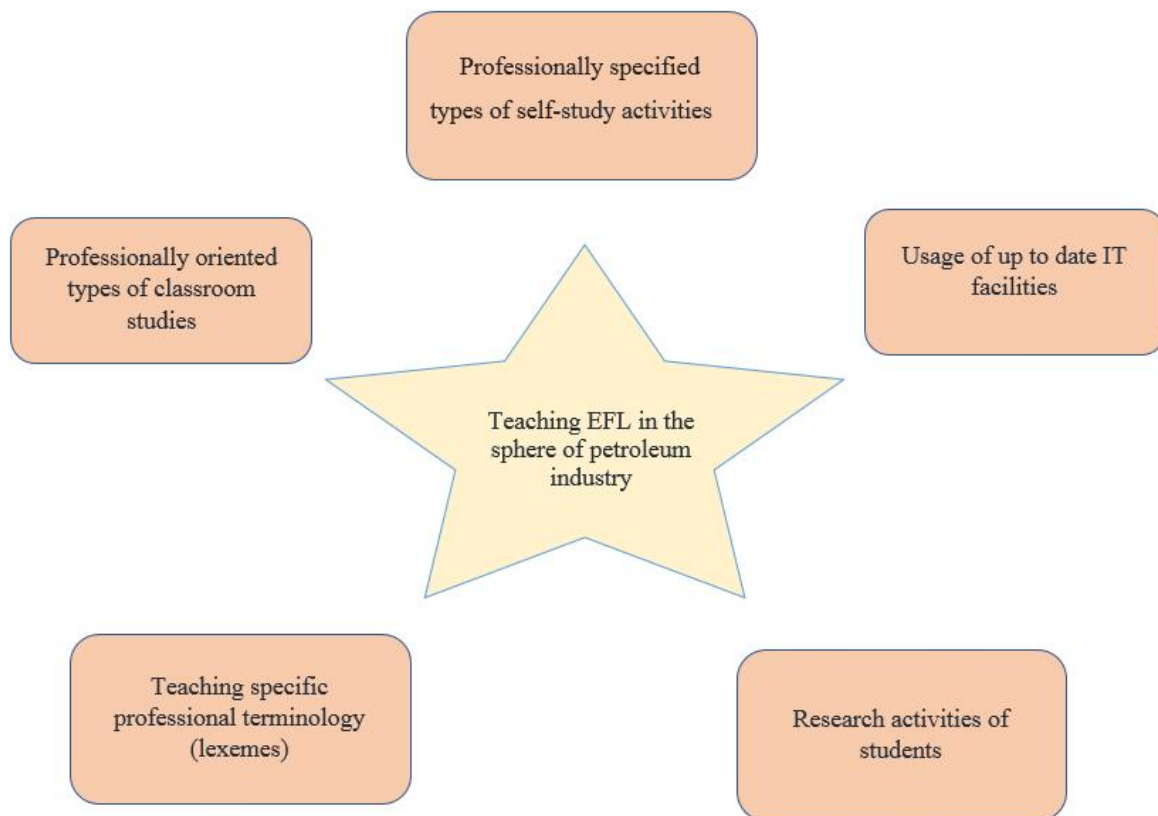 Professionally specified
types of self-study activities
Professionally oriented
types of classroom
studies
Usage of up to date IT
facilities
Teaching EFL in the
sphere of petroleum
industry
Teaching specific
professional terminology
(lexemes)
Research activities of
students